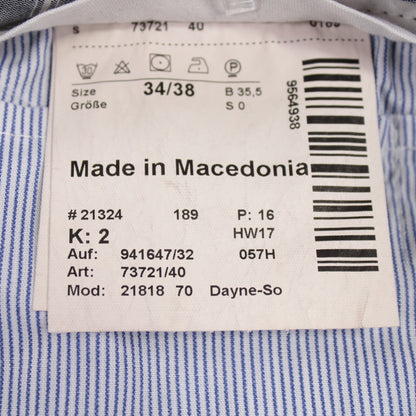 s 73721 40 0189
Size 34/38 B 35,5
Größe S 0
9564938
Made in Macedonia
# 21324 189 P: 16
K: 2 HW17
Auf: 941647/32 057H
Art: 73721/40
Mod: 21818 70 Dayne-So